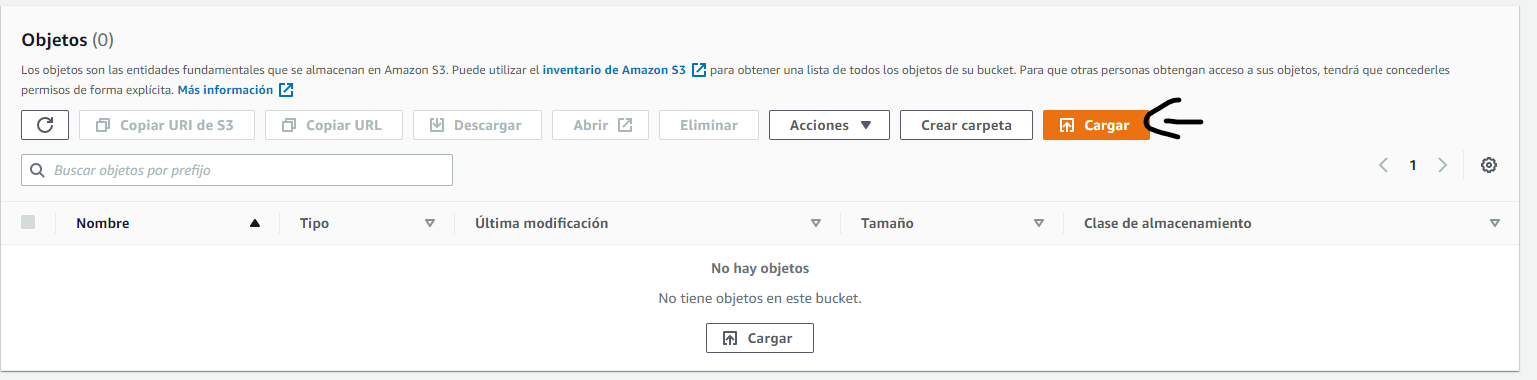 Objetos (0)
Los objetos son las entidades fundamentales que se almacenan en Amazon S3. Puede utilizar el inventario de Amazon S3 para obtener una lista de todos los objetos de su bucket. Para que otras personas obtengan acceso a sus objetos, tendrá que concederles
permisos de forma explícita. Más información
Copiar URI de S3 Copiar URL Descargar Abrir Eliminar Acciones Crear carpeta Cargar
Buscar objetos por prefijo 1
Nombre Tipo Última modificación Tamaño Clase de almacenamiento
No hay objetos
No tiene objetos en este bucket.
Cargar